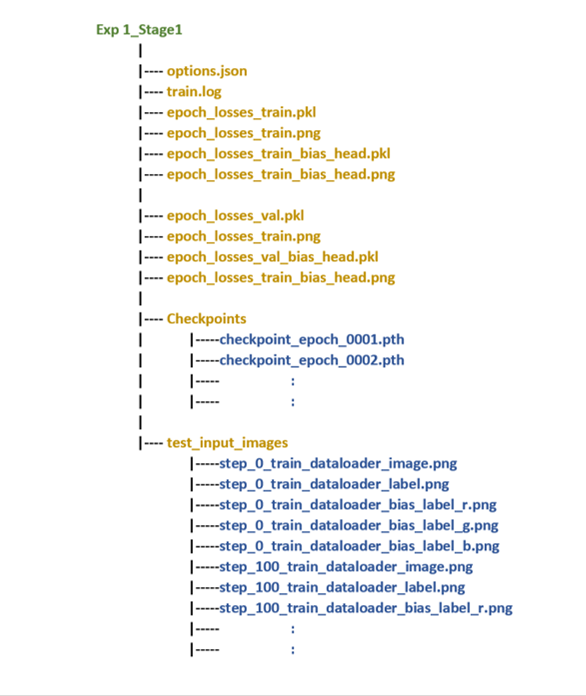 Exp 1_Stage1
|
|---- options.json
|---- train.log
|---- epoch_losses_train.pkl
|---- epoch_losses_train.png
|---- epoch_losses_train_bias_head.pkl
|---- epoch_losses_train_bias_head.png
|
|---- epoch_losses_val.pkl
|---- epoch_losses_train.png
|---- epoch_losses_val_bias_head.pkl
|---- epoch_losses_train_bias_head.png
|
|---- Checkpoints
| |-----checkpoint_epoch_0001.pth
| |-----checkpoint_epoch_0002.pth
| |----- :
| |----- :
|
|---- test_input_images
|-----step_0_train_dataloader_image.png
|-----step_0_train_dataloader_label.png
|-----step_0_train_dataloader_bias_label_r.png
|-----step_0_train_dataloader_bias_label_g.png
|-----step_0_train_dataloader_bias_label_b.png
|-----step_100_train_dataloader_image.png
|-----step_100_train_dataloader_label.png
|-----step_100_train_dataloader_bias_label_r.png
|----- :
|----- :